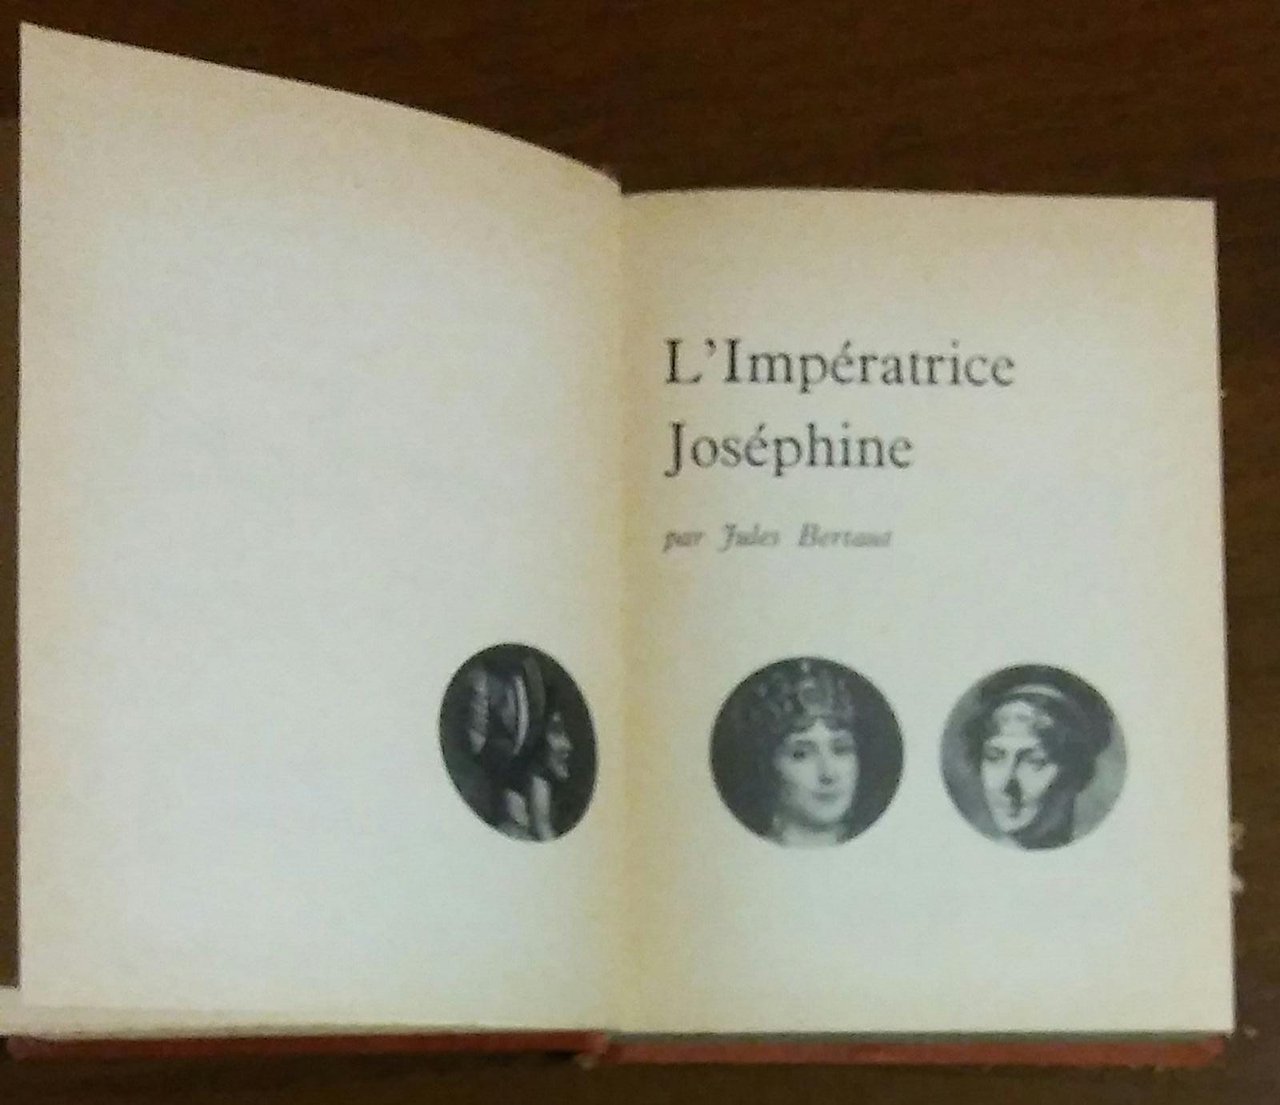 L'Impératrice
Joséphine
par Jules Bertaut